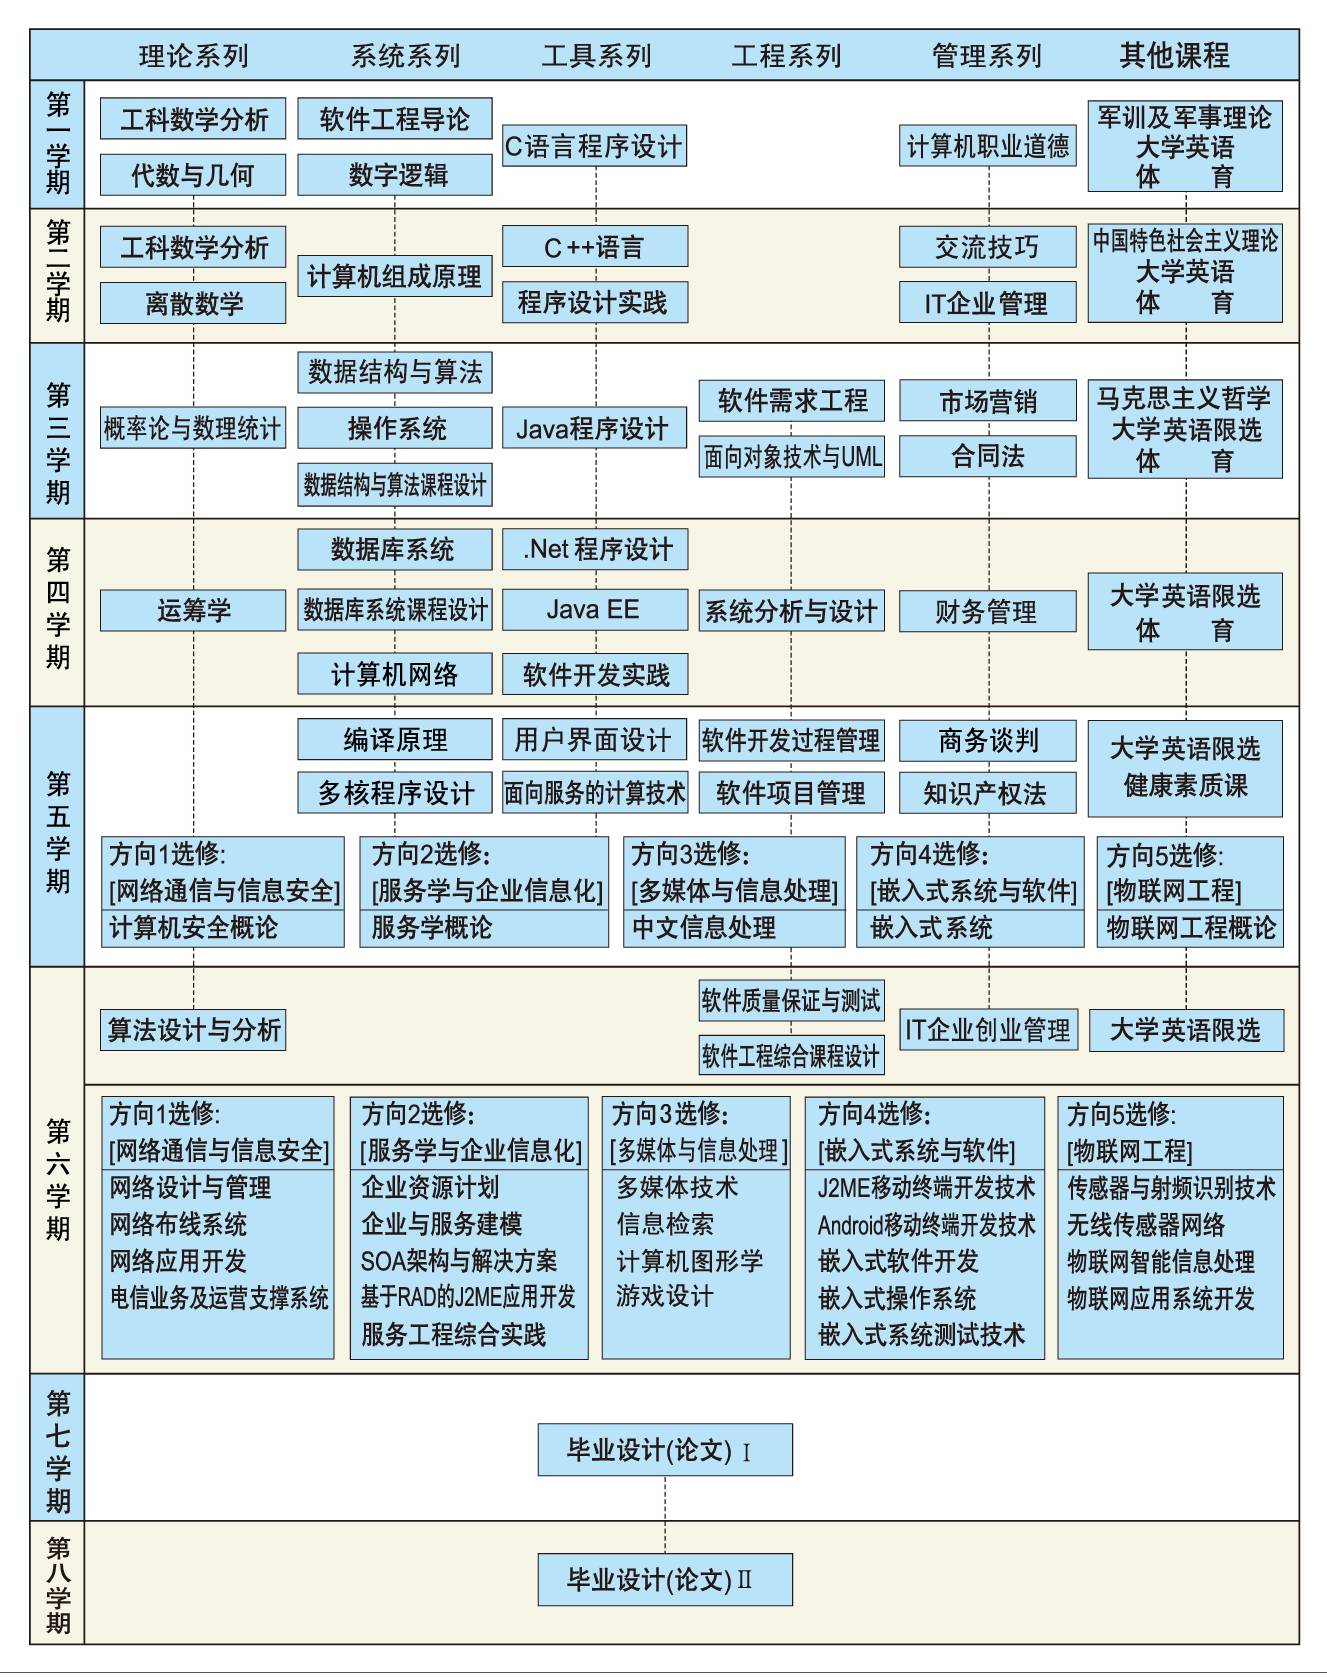 理论系列
系统系列
工具系列
工程系列
管理系列
其他课程
第一学期
工科数学分析
代数与几何
软件工程导论
数字逻辑
C语言程序设计
计算机职业道德
军训及军事理论
大学英语
体 育
第二学期
工科数学分析
离散数学
计算机组成原理
C++语言
程序设计实践
交流技巧
IT企业管理
中国特色社会主义理论
大学英语
体 育
第三学期
概率论与数理统计
数据结构与算法
操作系统
数据结构与算法课程设计
Java程序设计
软件需求工程
面向对象技术与UML
市场营销
合同法
马克思主义哲学
大学英语限选
体 育
第四学期
运筹学
数据库系统
数据库系统课程设计
计算机网络
.Net 程序设计
Java EE
软件开发实践
系统分析与设计
财务管理
大学英语限选
体 育
第五学期
编译原理
多核程序设计
用户界面设计
面向服务的计算技术
软件开发过程管理
软件项目管理
商务谈判
知识产权法
大学英语限选
健康素质课
方向1选修:
[网络通信与信息安全]
计算机安全概论
方向2选修:
[服务学与企业信息化]
服务学概论
方向3选修:
[多媒体与信息处理]
中文信息处理
方向4选修:
[嵌入式系统与软件]
嵌入式系统
方向5选修:
[物联网工程]
物联网工程概论
第六学期
算法设计与分析
软件质量保证与测试
软件工程综合课程设计
IT企业创业管理
大学英语限选
方向1选修:
[网络通信与信息安全]
网络设计与管理
网络布线系统
网络应用开发
电信业务及运营支撑系统
方向2选修:
[服务学与企业信息化]
企业资源计划
企业与服务建模
SOA架构与解决方案
基于RAD的J2ME应用开发
服务工程综合实践
方向3选修:
[多媒体与信息处理]
多媒体技术
信息检索
计算机图形学
游戏设计
方向4选修:
[嵌入式系统与软件]
J2ME移动终端开发技术
Android移动终端开发技术
嵌入式软件开发
嵌入式操作系统
嵌入式系统测试技术
方向5选修:
[物联网工程]
传感器与射频识别技术
无线传感器网络
物联网智能信息处理
物联网应用系统开发
第七学期
毕业设计(论文) Ⅰ
第八学期
毕业设计(论文) Ⅱ